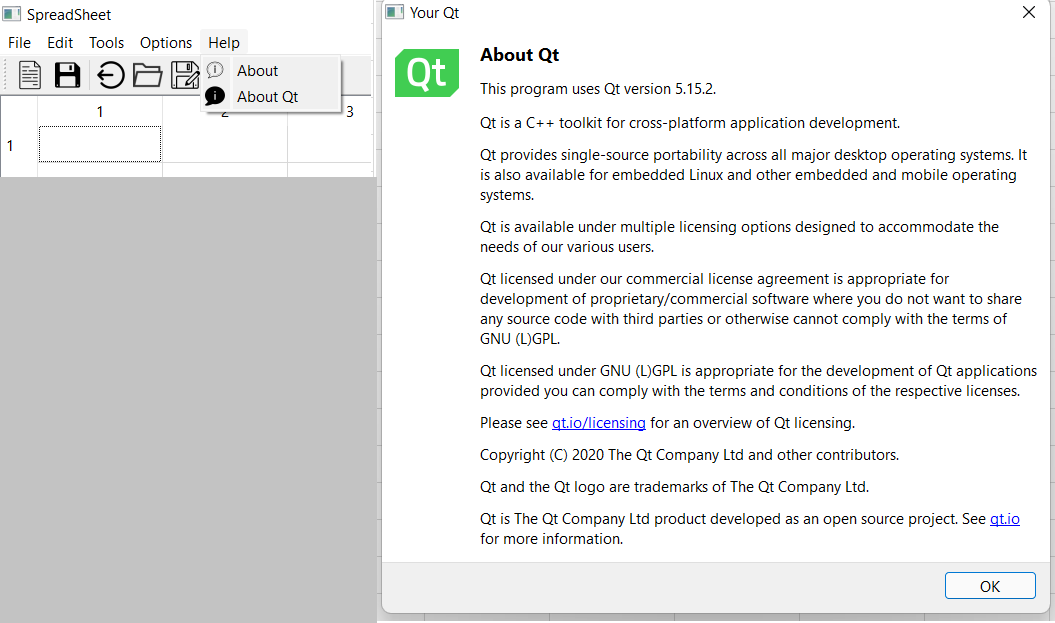 SpreadSheet
File Edit Tools Options Help
About
About Qt
1 2 3
1
Your Qt
Qt
About Qt
This program uses Qt version 5.15.2.
Qt is a C++ toolkit for cross-platform application development.
Qt provides single-source portability across all major desktop operating systems. It
is also available for embedded Linux and other embedded and mobile operating
systems.
Qt is available under multiple licensing options designed to accommodate the
needs of our various users.
Qt licensed under our commercial license agreement is appropriate for
development of proprietary/commercial software where you do not want to share
any source code with third parties or otherwise cannot comply with the terms of
GNU (L)GPL.
Qt licensed under GNU (L)GPL is appropriate for the development of Qt applications
provided you can comply with the terms and conditions of the respective licenses.
Please see qt.io/licensing for an overview of Qt licensing.
Copyright (C) 2020 The Qt Company Ltd and other contributors.
Qt and the Qt logo are trademarks of The Qt Company Ltd.
Qt is The Qt Company Ltd product developed as an open source project. See qt.io
for more information.
OK